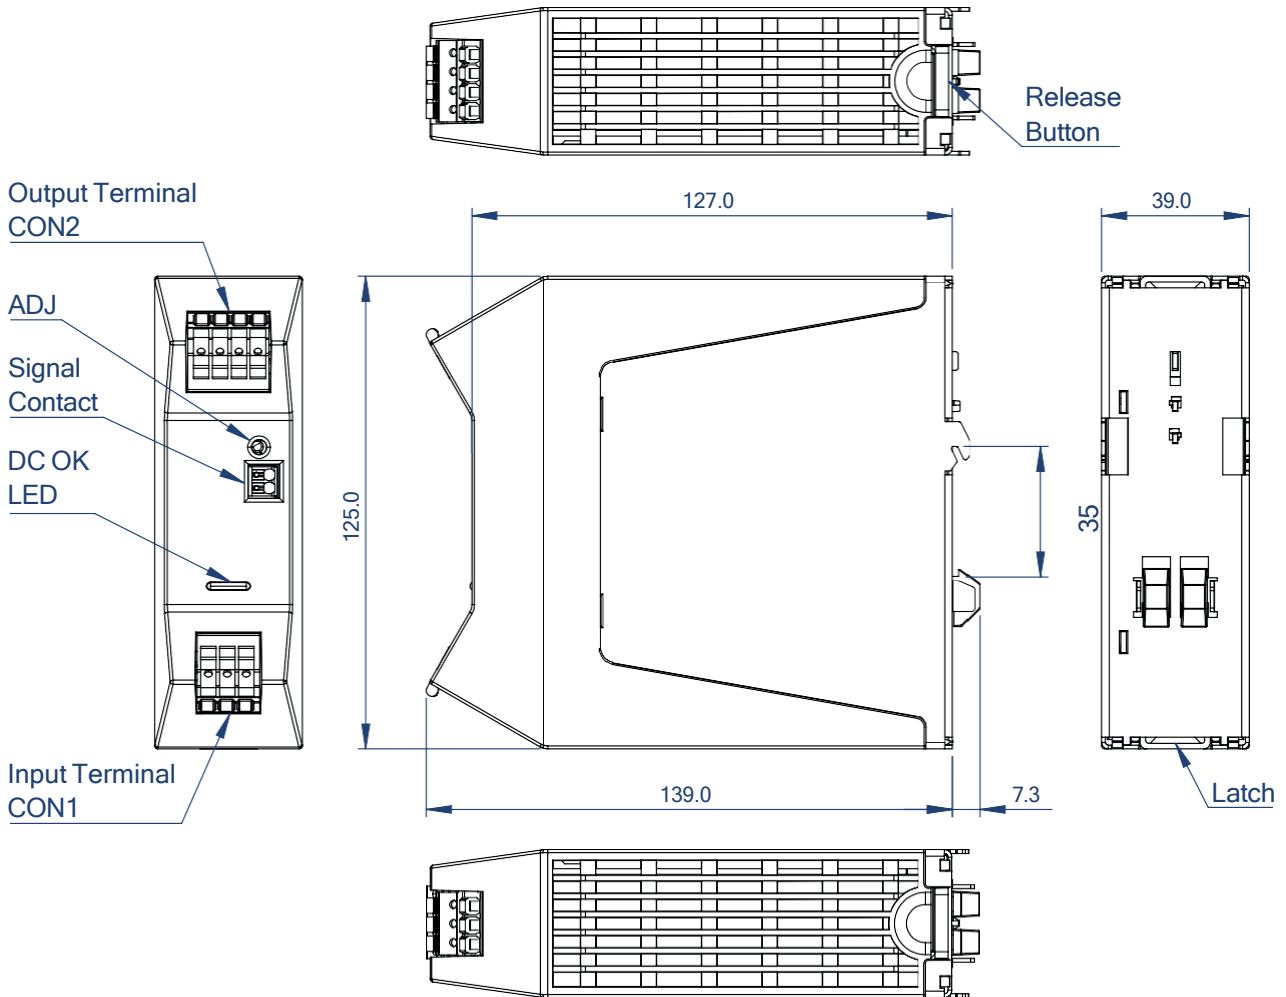 Release
Button
Output Terminal
CON2
127.0
39.0
ADJ
Signal
Contact
DC OK
LED
125.0
35
Input Terminal
CON1
139.0
7.3
Latch